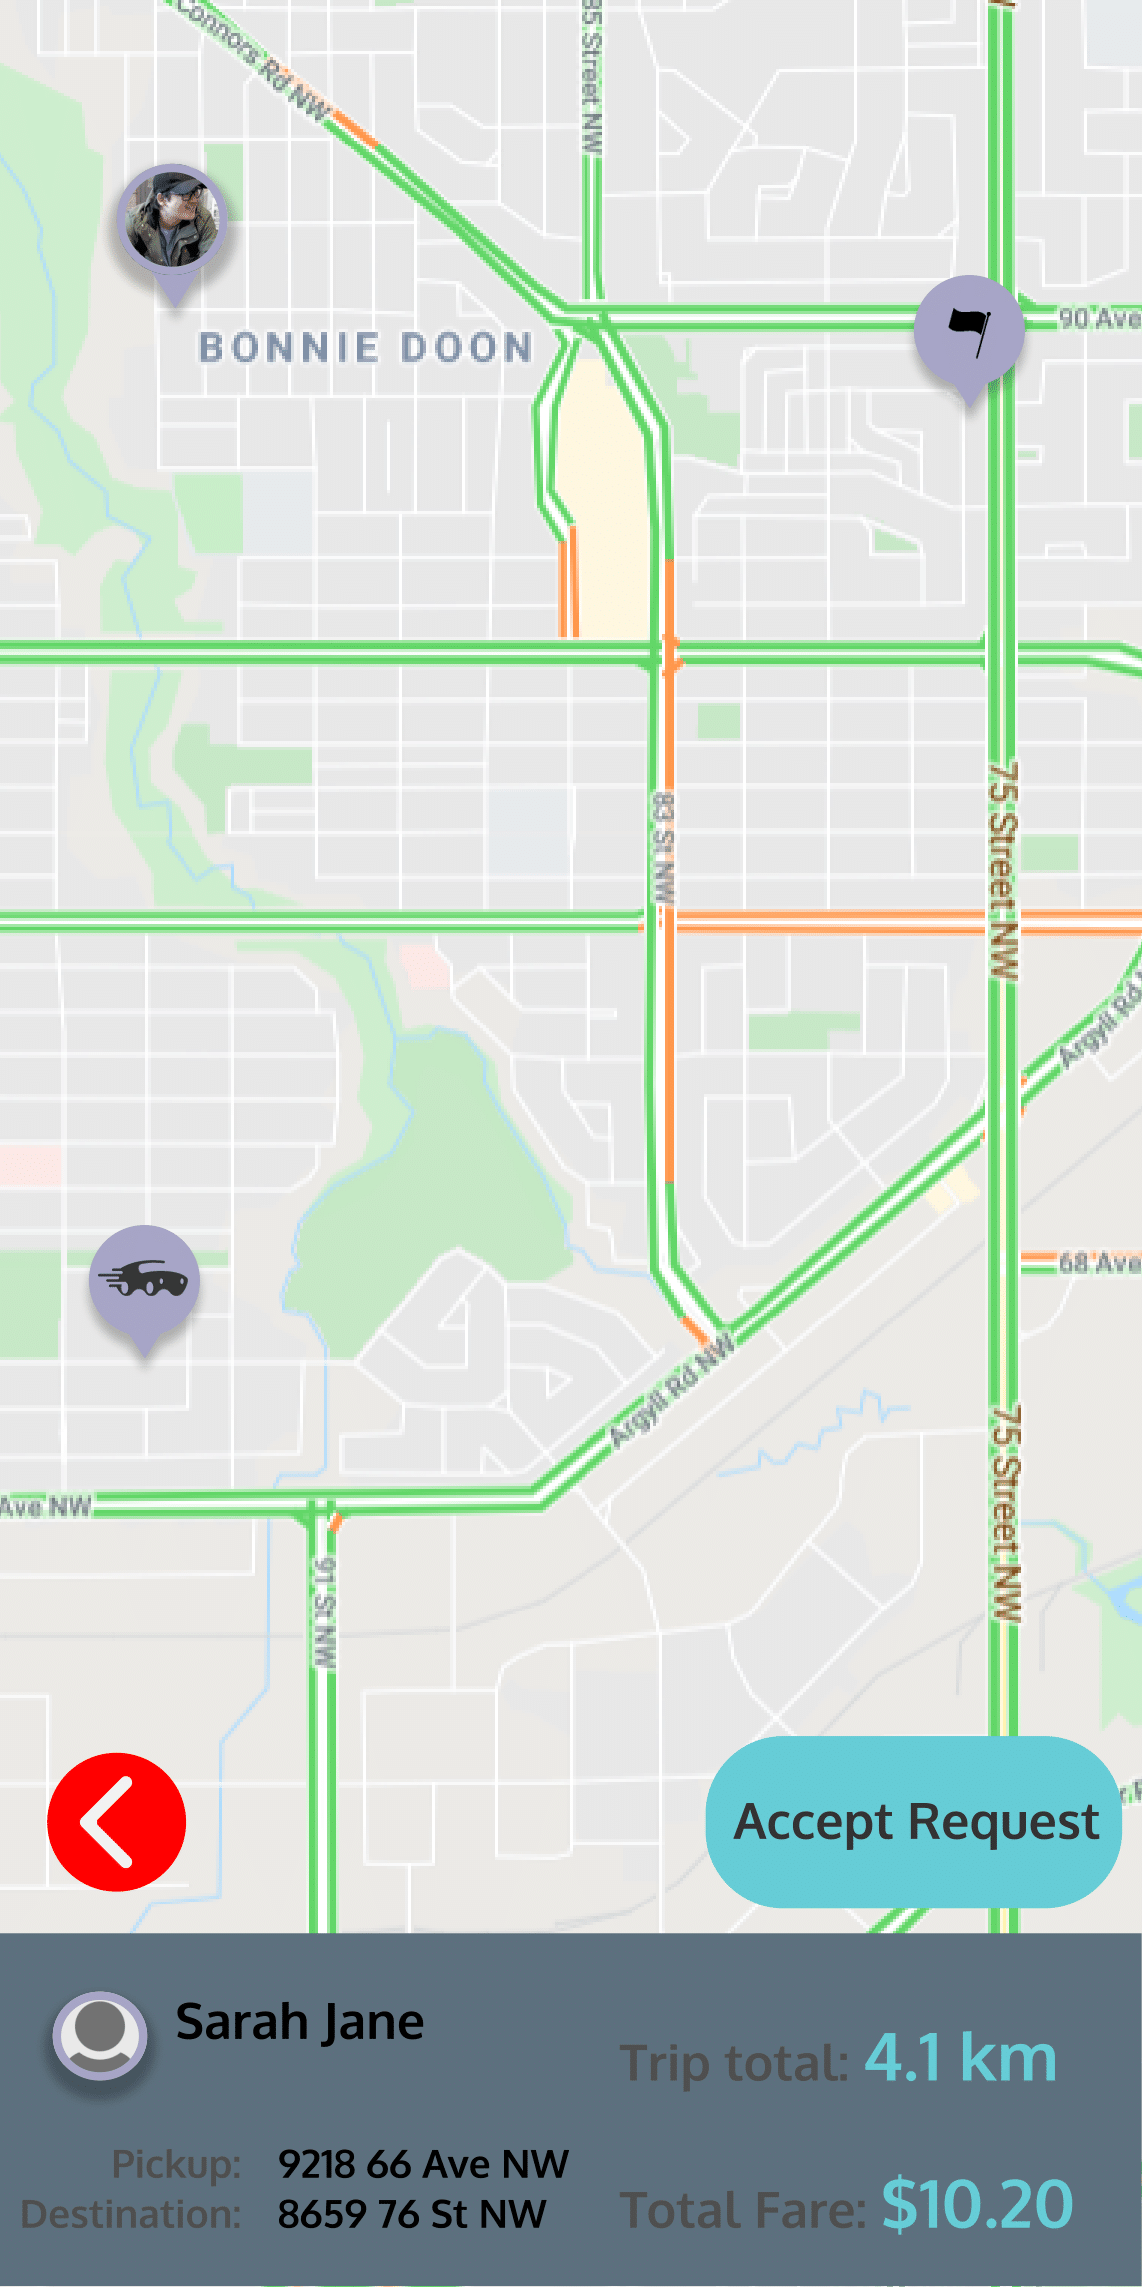 Connors Rd NW
85 Street NW
90 Ave
BONNIE DOON
83 St NW
75 Street NW
Argyll Rd
68 Ave
Argyll Rd NW
75 Street NW
Ave NW
91 St NW
Accept Request
Sarah Jane
Trip total: 4.1 km
Pickup: 9218 66 Ave NW
Destination: 8659 76 St NW
Total Fare: $10.20